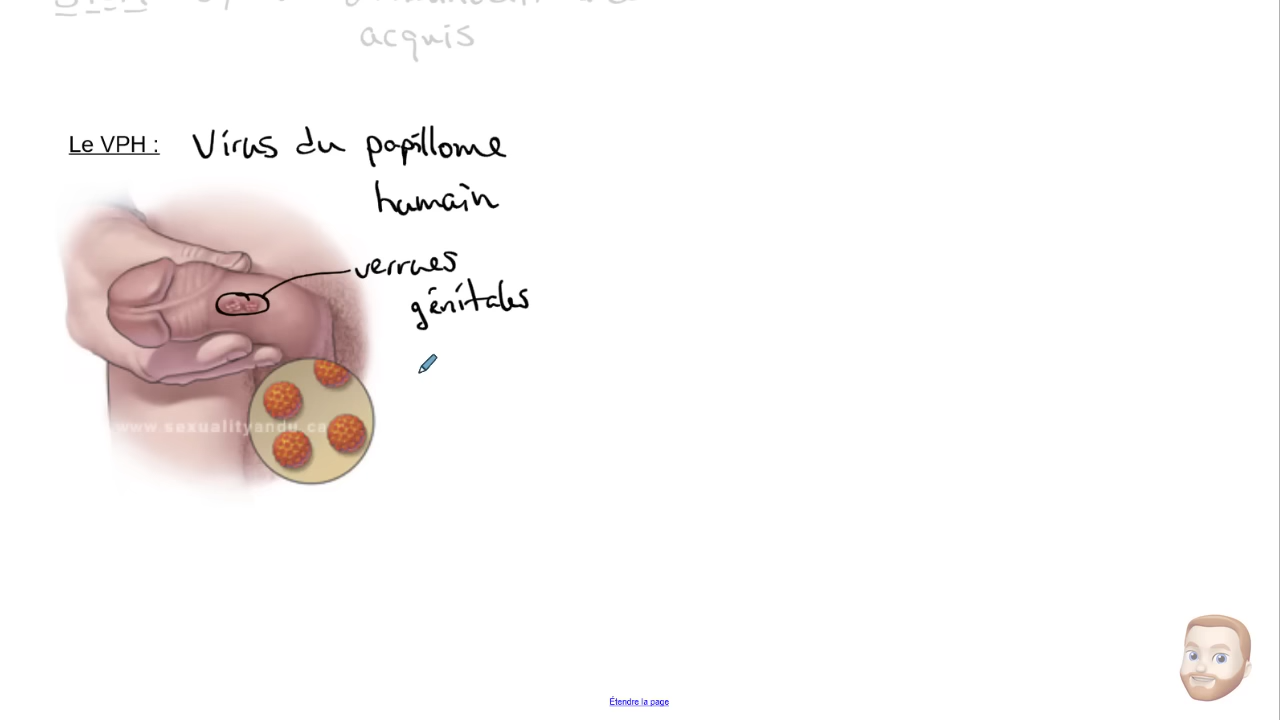 acquis
Le VPH : Virus du papillome
humain
verrues
génitales
www.sexualityandu.ca
Étendre la page